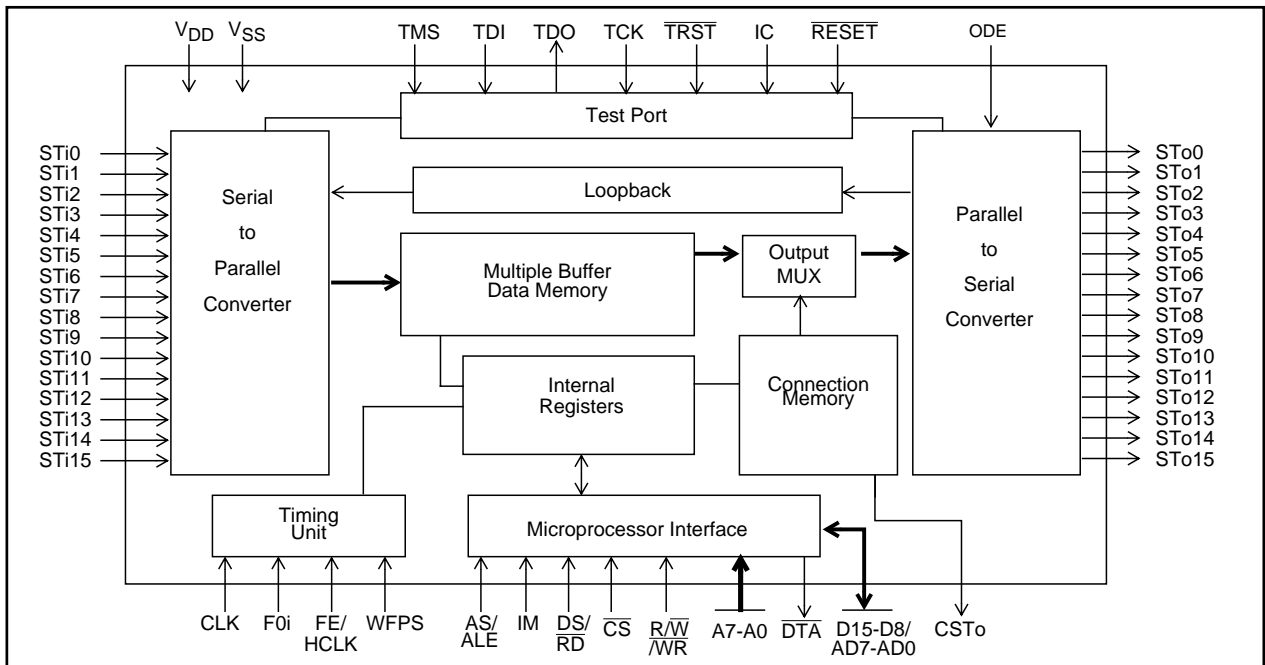 VDD
VSS
TMS
TDI
TDO
TCK
TRST
IC
RESET
ODE
Test Port
STi0
STi1
STi2
STi3
STi4
STi5
STi6
STi7
STi8
STi9
STi10
STi11
STi12
STi13
STi14
STi15
Serial
to
Parallel
Converter
Loopback
Multiple Buffer
Data Memory
Output
MUX
Internal
Registers
Connection
Memory
Parallel
to
Serial
Converter
STo0
STo1
STo2
STo3
STo4
STo5
STo6
STo7
STo8
STo9
STo10
STo11
STo12
STo13
STo14
STo15
Timing
Unit
Microprocessor Interface
CLK
F0i
FE/
HCLK
WFPS
AS/
ALE
IM
DS/
RD
CS
R/W
/WR
A7-A0
DTA
D15-D8/
AD7-AD0
CSTo